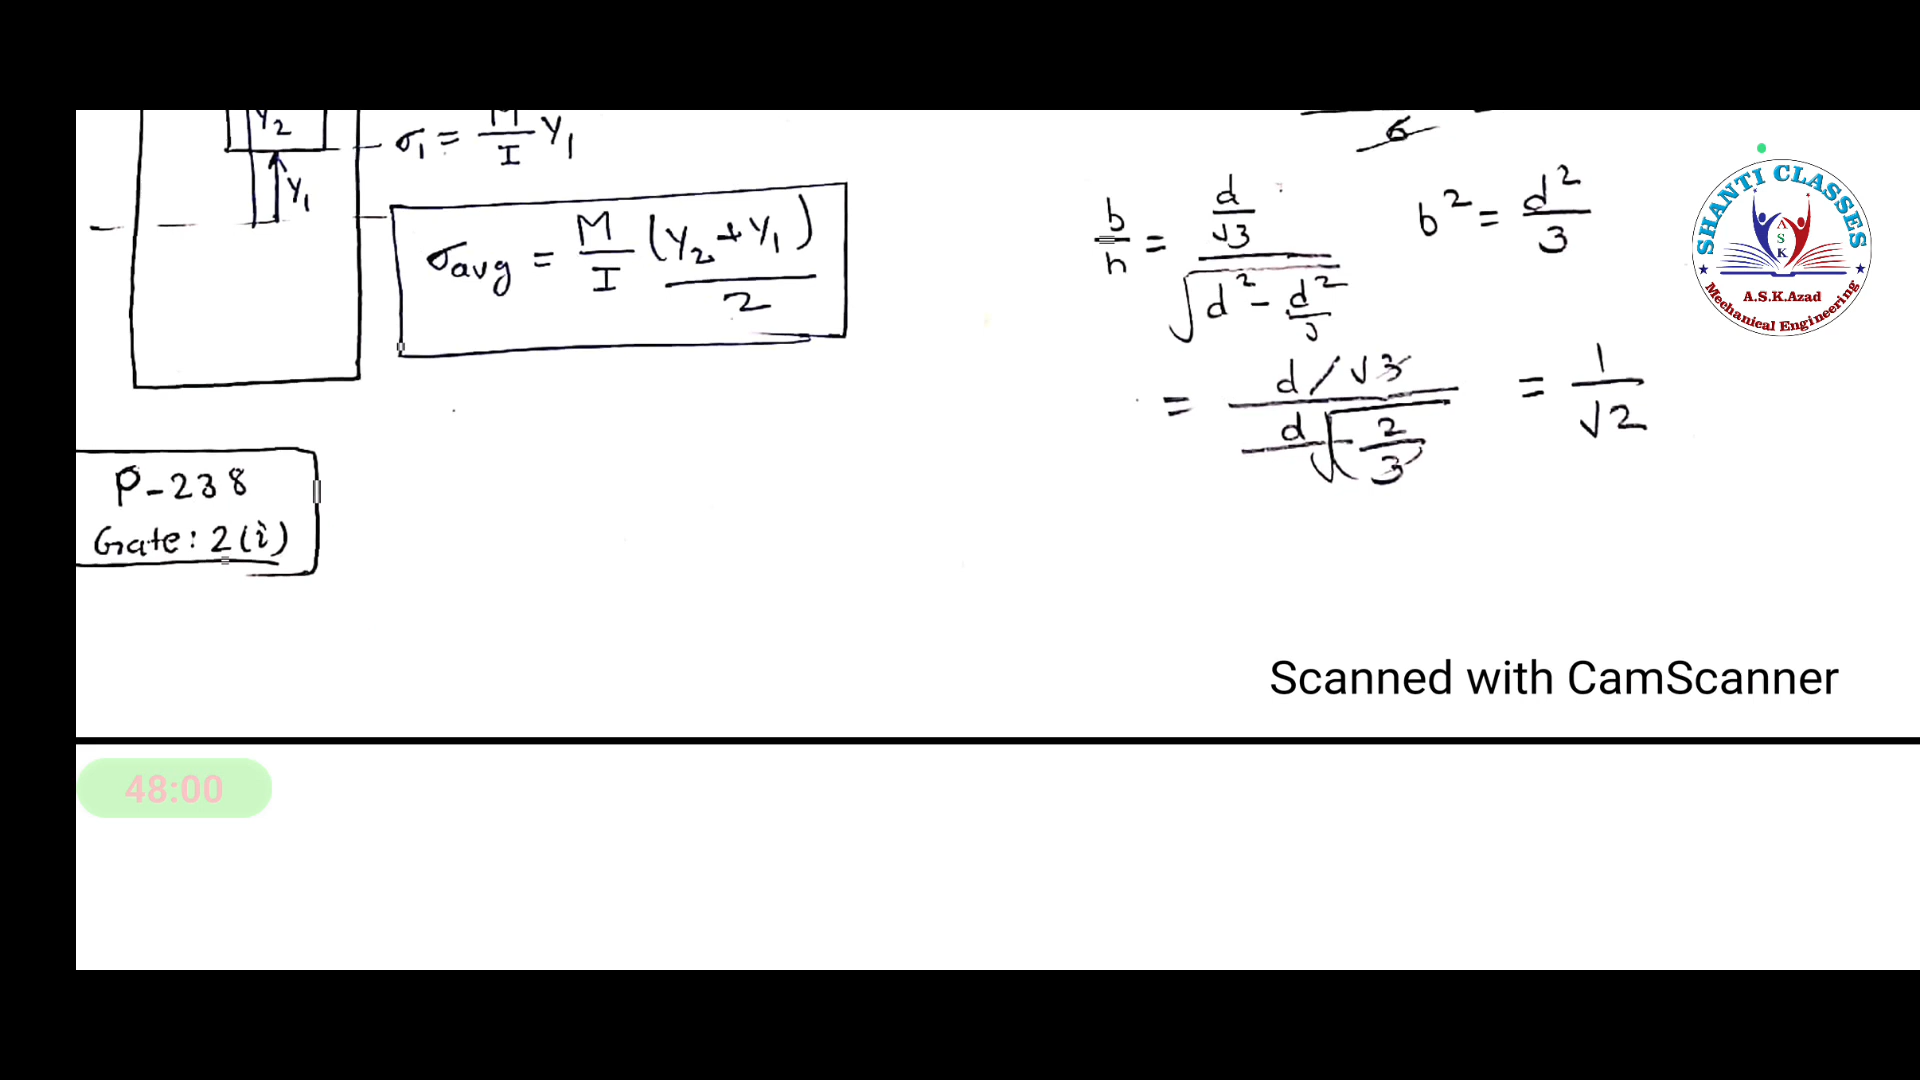 Y2
σ1 = M/I Y1
Y1
σavg = M/I (Y2+Y1)/2
P-238
Gate: 2(i)
6
b/h = (d/√3)/√(d²-d²/3)
b² = d²/3
= (d/√3)/(d√(2/3)) = 1/√2
SHANTI CLASSES
A S K
A.S.K.Azad
Mechanical Engineering
Scanned with CamScanner
48:00